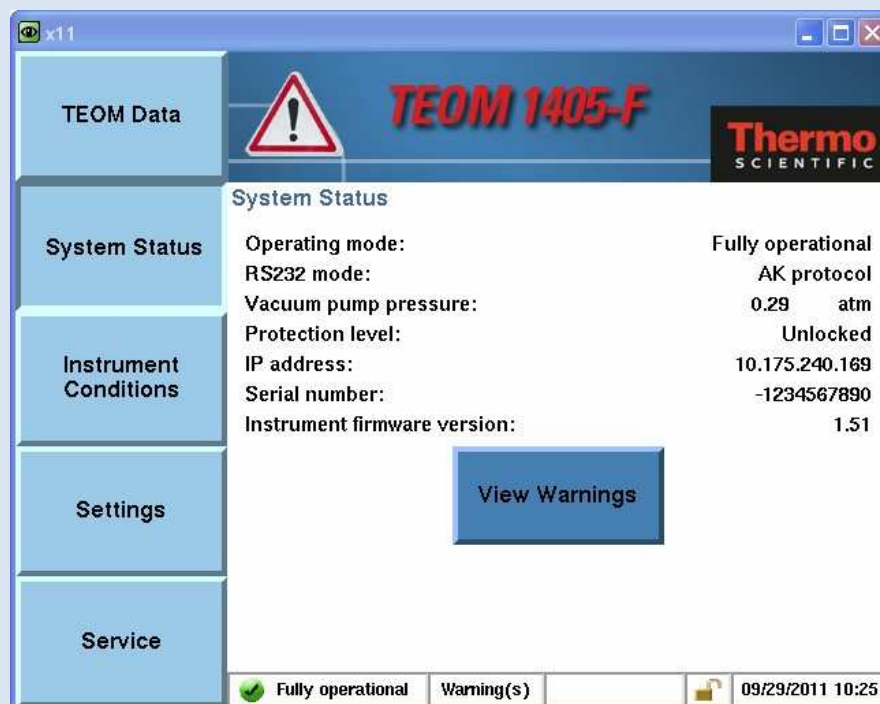 x11
TEOM Data
TEOM 1405-F
Thermo
SCIENTIFIC
System Status
System Status
Operating mode: Fully operational
RS232 mode: AK protocol
Vacuum pump pressure: 0.29 atm
Protection level: Unlocked
IP address: 10.175.240.169
Serial number: -1234567890
Instrument firmware version: 1.51
Instrument
Conditions
View Warnings
Settings
Service
Fully operational Warning(s) 09/29/2011 10:25